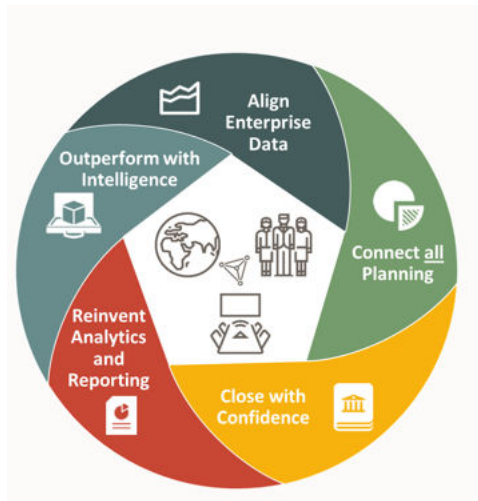 Align
Enterprise
Data
Connect all
Planning
Close with
Confidence
Reinvent
Analytics
and
Reporting
Outperform with
Intelligence